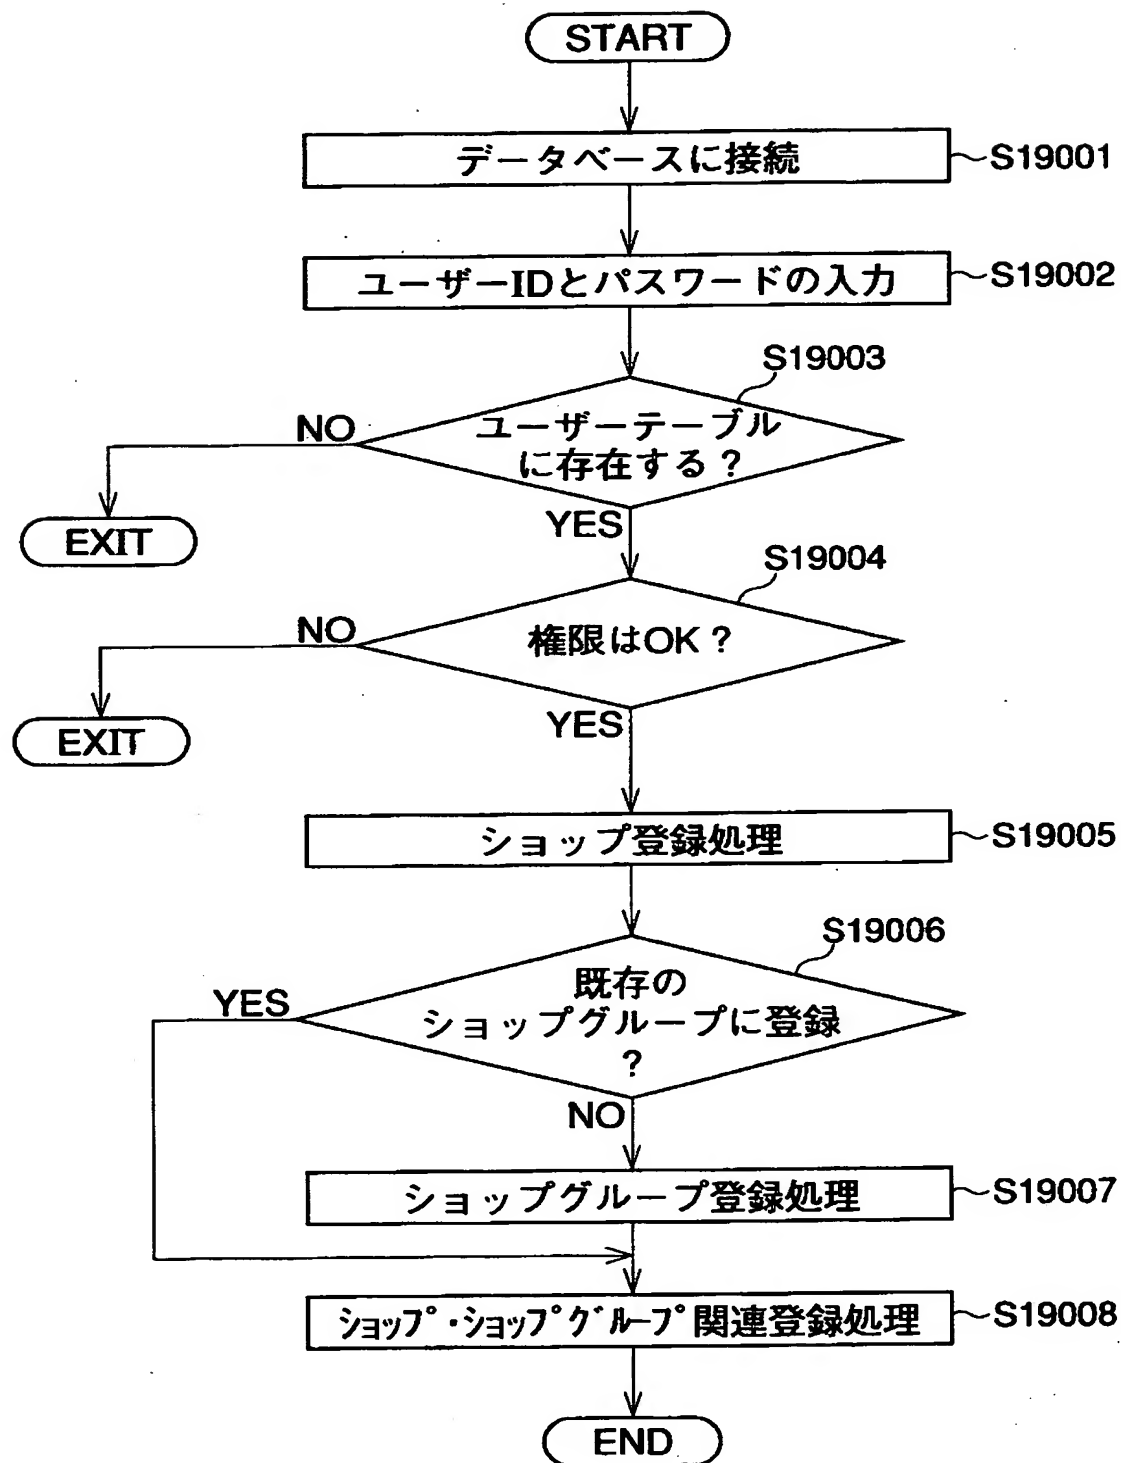 START
データベースに接続
S19001
ユーザーIDとパスワードの入力
S19002
S19003
ユーザーテーブル
に存在する？
NO
EXIT
YES
S19004
権限はOK？
NO
EXIT
YES
ショップ登録処理
S19005
S19006
既存の
ショップグループに登録
？
YES
NO
ショップグループ登録処理
S19007
ｼｮｯﾌﾟ・ｼｮｯﾌﾟｸﾞﾙｰﾌﾟ関連登録処理
S19008
END